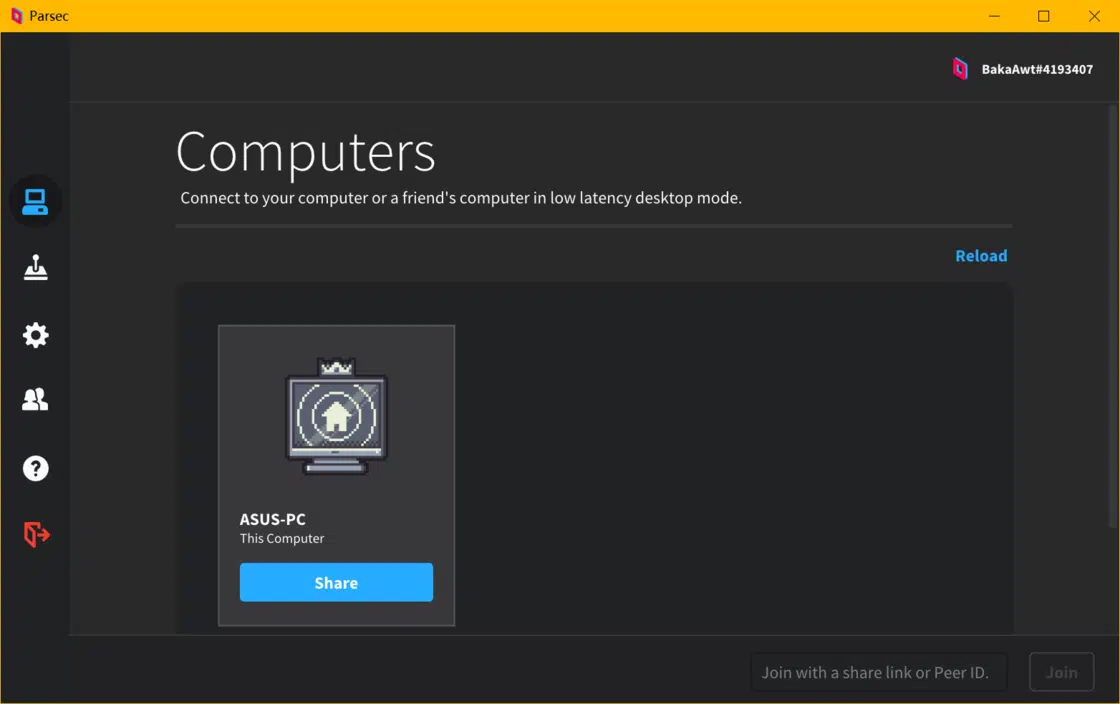 Parsec
BakaAwt#4193407
Computers
Connect to your computer or a friend's computer in low latency desktop mode.
Reload
ASUS-PC
This Computer
Share
Join with a share link or Peer ID.
Join